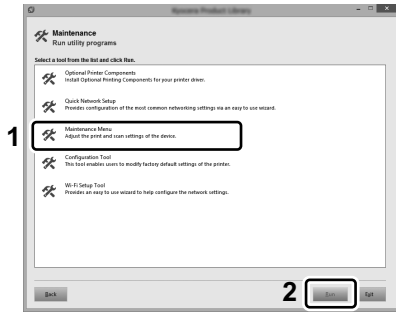 Maintenance
Run utility programs
Select a tool from the list and click Run.
Optional Printer Components
Install Optional Printing Components for your printer driver.
Quick Network Setup
Provides configuration of the most common networking settings via an easy to use wizard.
1
Maintenance Menu
Adjust the print and scan settings of the device.
Configuration Tool
This tool enables users to modify factory default settings of the printer.
Wi-Fi Setup Tool
Provides an easy to use wizard to help configure the network settings.
Back
2
Run
Exit